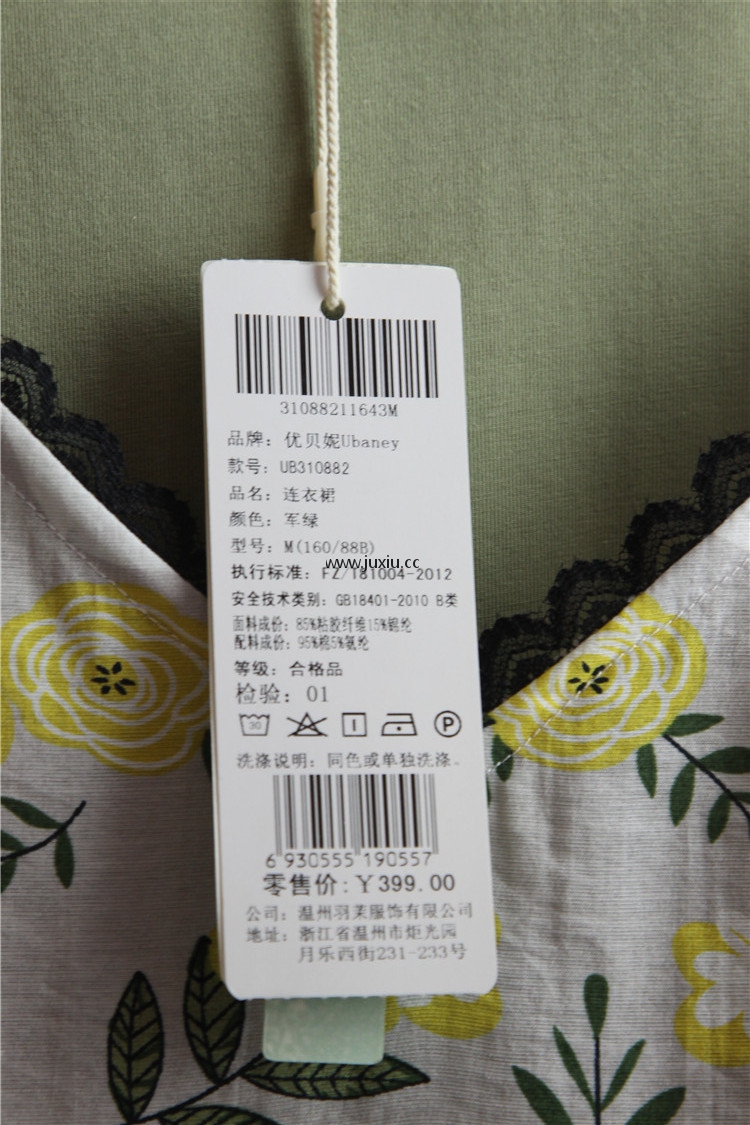 31088211643M
品牌：优贝妮Ubaney
款号：UB310882
品名：连衣裙
颜色：军绿
型号：M(160/88B)
www.juxiu.cc
执行标准：FZ/T81004-2012
安全技术类别：GB18401-2010 B类
面料成份：85%粘胶纤维15%锦纶
配料成份：95%棉5%氨纶
等级：合格品
检验：01
30
P
洗涤说明：同色或单独洗涤。
6 930555 190557
零售价：￥399.00
公司：温州羽茉服饰有限公司
地址：浙江省温州市炬光园
月乐西街231-233号